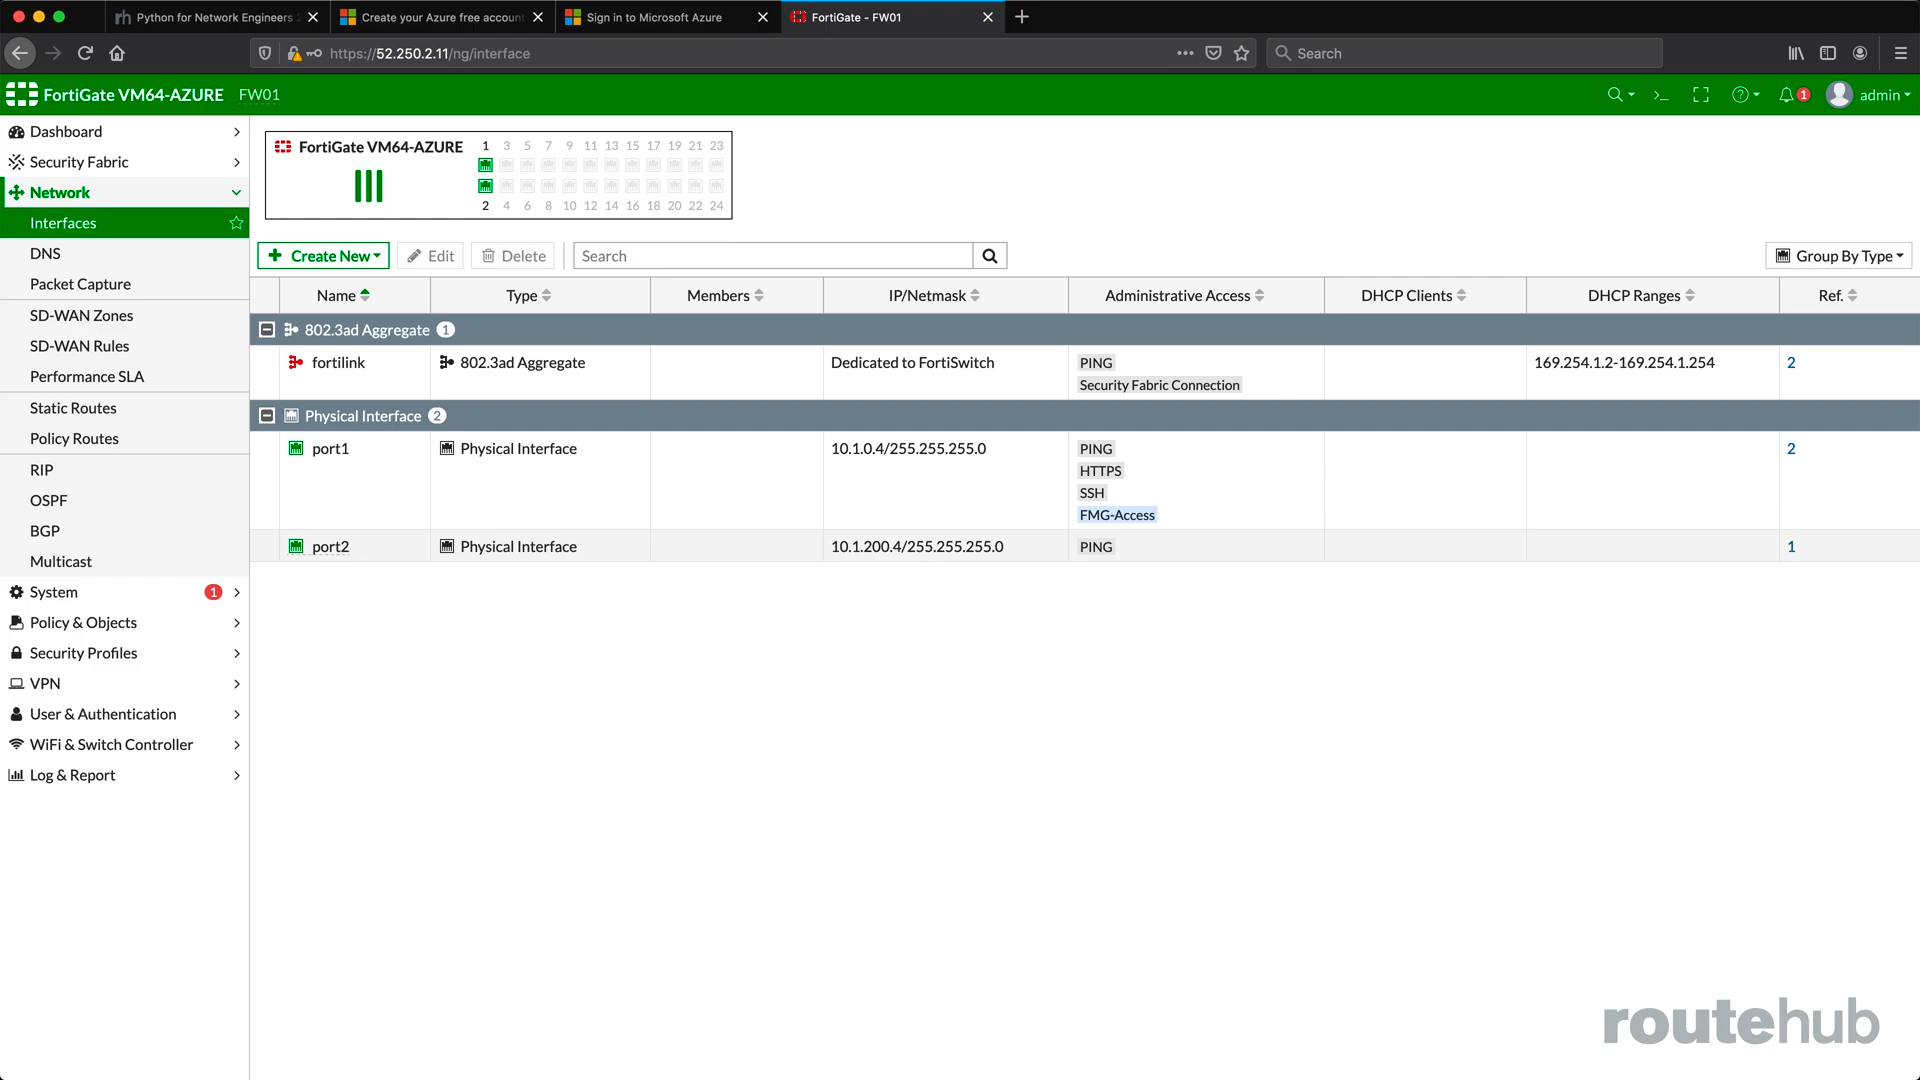 Python for Network Engineers
Create your Azure free account
Sign in to Microsoft Azure
FortiGate - FW01
https://52.250.2.11/ng/interface
Search
FortiGate VM64-AZURE FW01
1
admin
Dashboard
Security Fabric
Network
Interfaces
DNS
Packet Capture
SD-WAN Zones
SD-WAN Rules
Performance SLA
Static Routes
Policy Routes
RIP
OSPF
BGP
Multicast
System 1
Policy & Objects
Security Profiles
VPN
User & Authentication
WiFi & Switch Controller
Log & Report
FortiGate VM64-AZURE
1 3 5 7 9 11 13 15 17 19 21 23
2 4 6 8 10 12 14 16 18 20 22 24
Create New Edit Delete Search Group By Type
Name Type Members IP/Netmask Administrative Access DHCP Clients DHCP Ranges Ref.
802.3ad Aggregate 1
fortilink 802.3ad Aggregate Dedicated to FortiSwitch PING 169.254.1.2-169.254.1.254 2
Security Fabric Connection
Physical Interface 2
port1 Physical Interface 10.1.0.4/255.255.255.0 PING 2
HTTPS
SSH
FMG-Access
port2 Physical Interface 10.1.200.4/255.255.255.0 PING 1
routehub